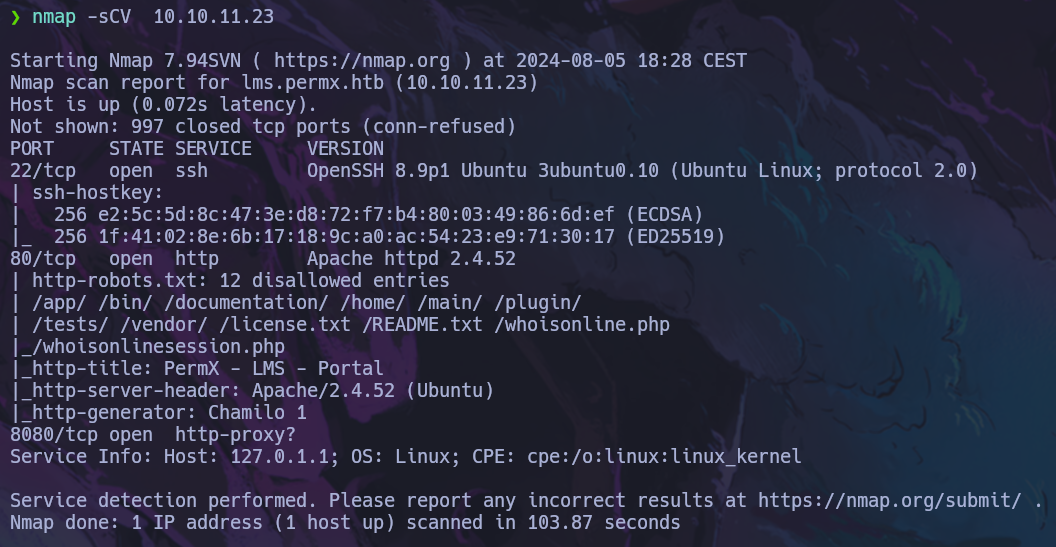 ❯ nmap -sCV  10.10.11.23
Starting Nmap 7.94SVN ( https://nmap.org ) at 2024-08-05 18:28 CEST
Nmap scan report for lms.permx.htb (10.10.11.23)
Host is up (0.072s latency).
Not shown: 997 closed tcp ports (conn-refused)
PORT     STATE SERVICE     VERSION
22/tcp   open  ssh         OpenSSH 8.9p1 Ubuntu 3ubuntu0.10 (Ubuntu Linux; protocol 2.0)
| ssh-hostkey:
|   256 e2:5c:5d:8c:47:3e:d8:72:f7:b4:80:03:49:86:6d:ef (ECDSA)
|_  256 1f:41:02:8e:6b:17:18:9c:a0:ac:54:23:e9:71:30:17 (ED25519)
80/tcp   open  http        Apache httpd 2.4.52
| http-robots.txt: 12 disallowed entries
| /app/ /bin/ /documentation/ /home/ /main/ /plugin/
| /tests/ /vendor/ /license.txt /README.txt /whoisonline.php
|_/whoisonlinesession.php
|_http-title: PermX - LMS - Portal
|_http-server-header: Apache/2.4.52 (Ubuntu)
|_http-generator: Chamilo 1
8080/tcp open  http-proxy?
Service Info: Host: 127.0.1.1; OS: Linux; CPE: cpe:/o:linux:linux_kernel
Service detection performed. Please report any incorrect results at https://nmap.org/submit/ .
Nmap done: 1 IP address (1 host up) scanned in 103.87 seconds